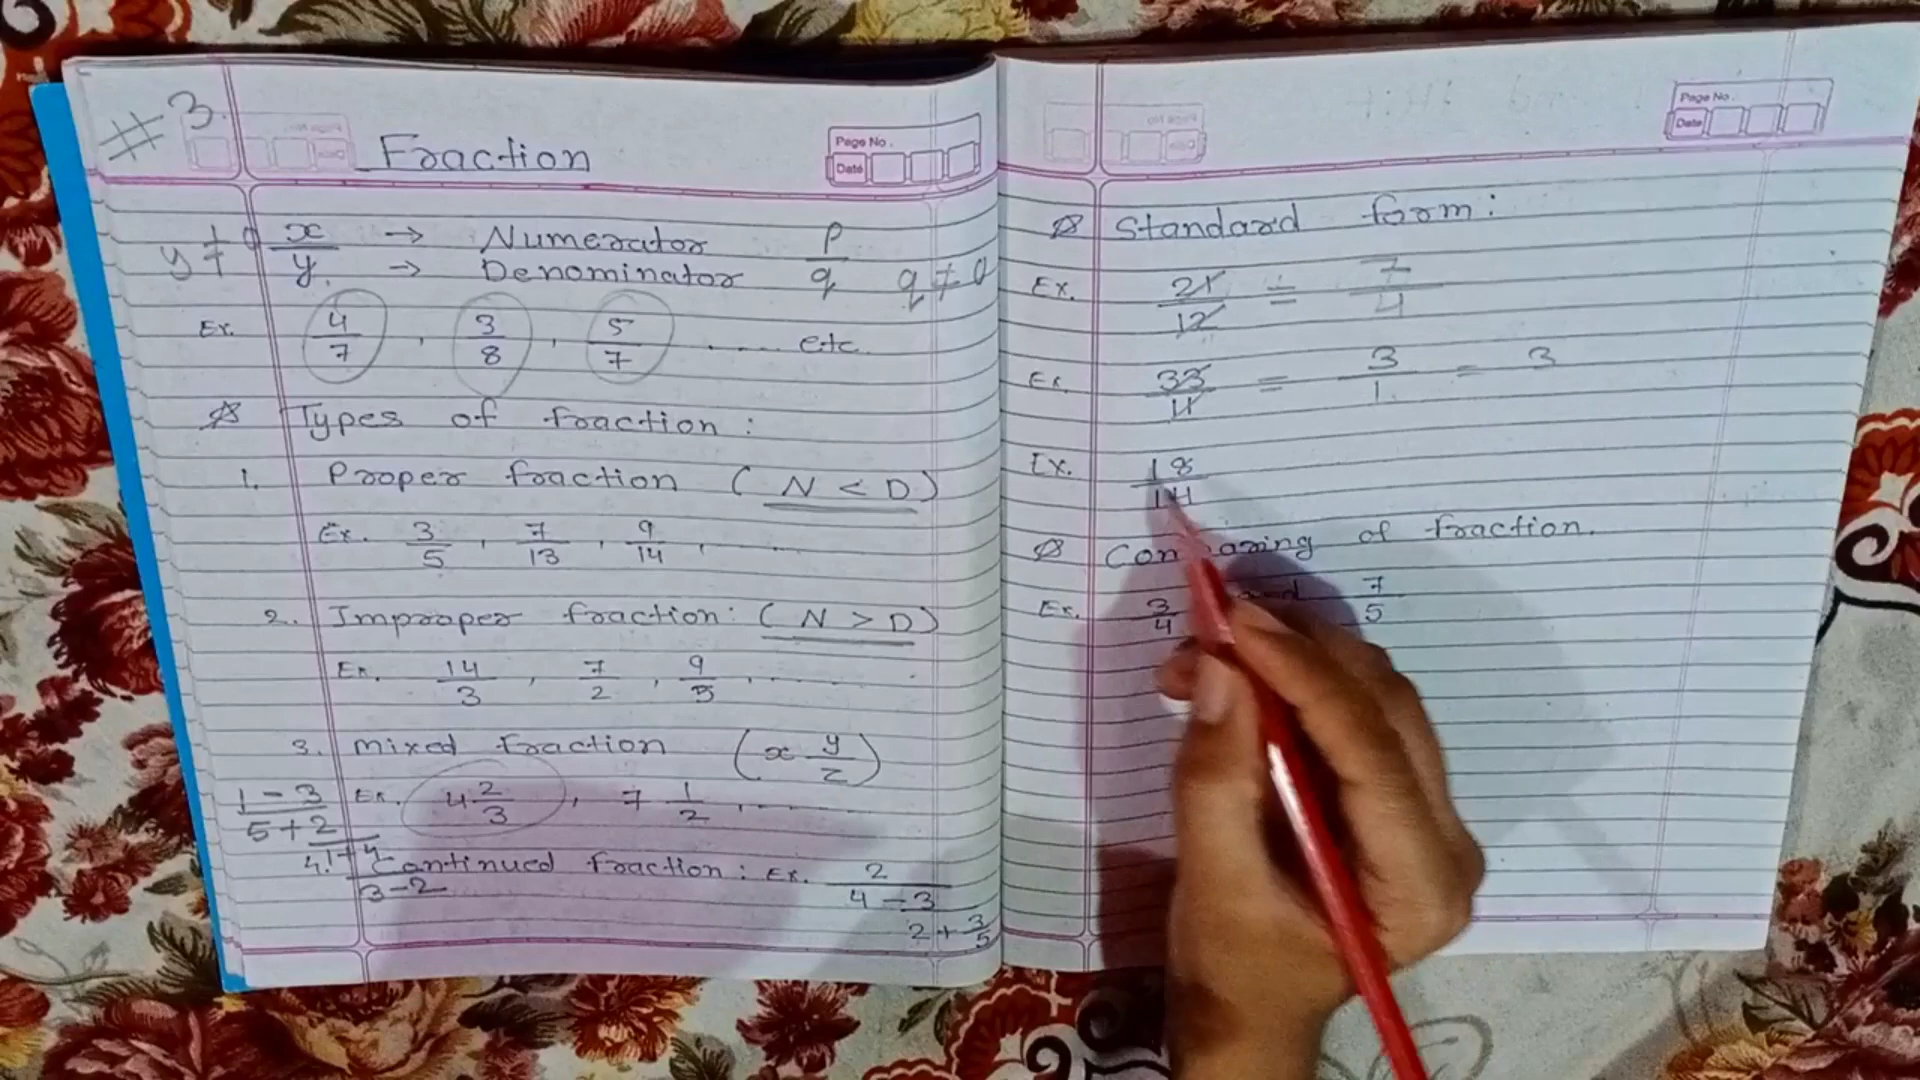 #3
Fraction
Page No.
Date
y ≠ 0 x/y → Numerator → Denominator p/q q ≠ 0
Ex. 4/7 , 3/8 , 5/7 ..... etc.
Types of fraction :
1. Proper fraction ( N < D )
Ex. 3/5 , 7/13 , 9/14 , ......
2. Improper fraction : ( N > D )
Ex. 14/3 , 7/2 , 9/5 , .......
3. mixed fraction (x y/z)
Ex. 4 2/3 , 7 1/2 , ......
1 - 3
5 + 2
1 + 4
3 - 2
4. Continued fraction : Ex. 2
4 - 3
2 + 3/5
Page No.
Date
Standard form :
Ex. 21/12 = 7/4
Ex. 33/11 = 3/1 = 3
Ex. 18/14
of fraction.
Ex. 3/4 and 7/5